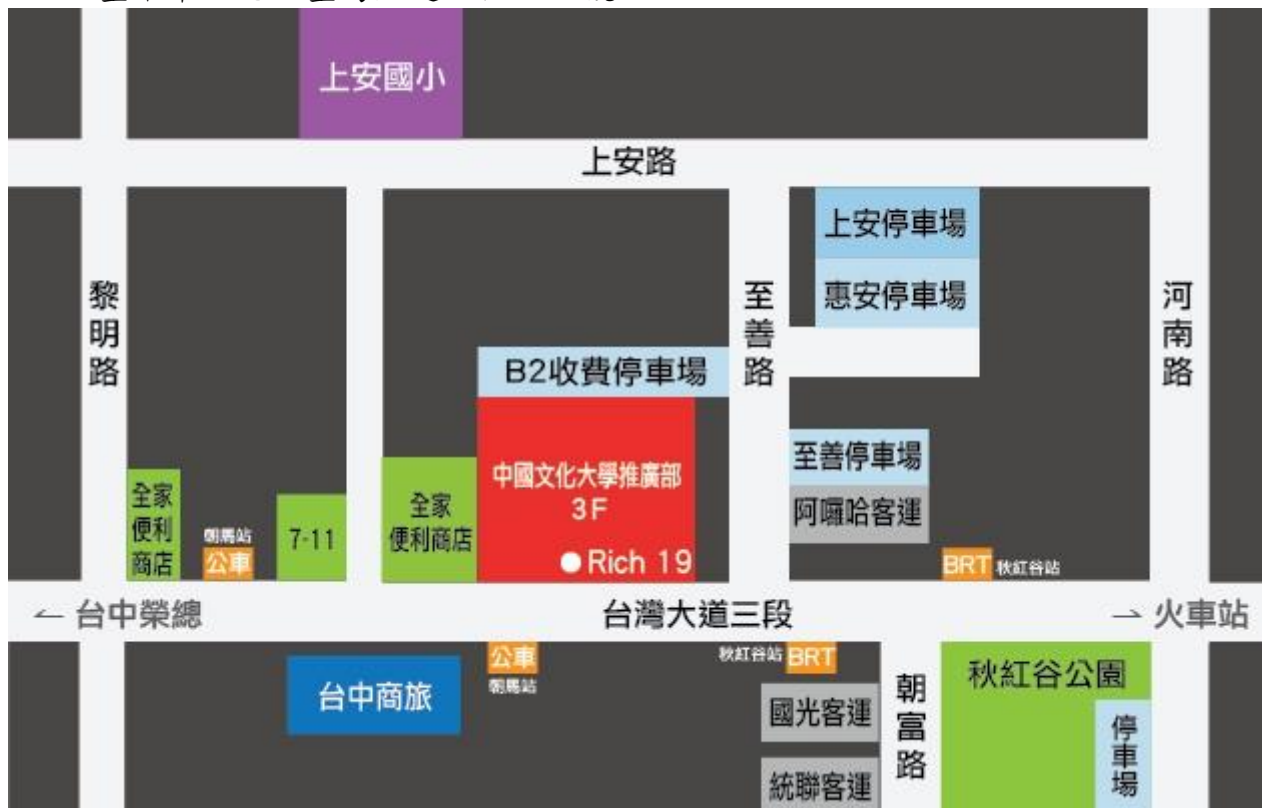 上安國小
上安路
上安停車場
惠安停車場
黎明路
至善路
河南路
B2收費停車場
中國文化大學推廣部
3F
Rich 19
至善停車場
阿囉哈客運
全家
便利
商店
朝馬站
公車
7-11
全家
便利商店
BRT 秋紅谷站
← 台中榮總
台灣大道三段
→ 火車站
公車
朝馬站
秋紅谷站 BRT
台中商旅
國光客運
統聯客運
朝富路
秋紅谷公園
停車場